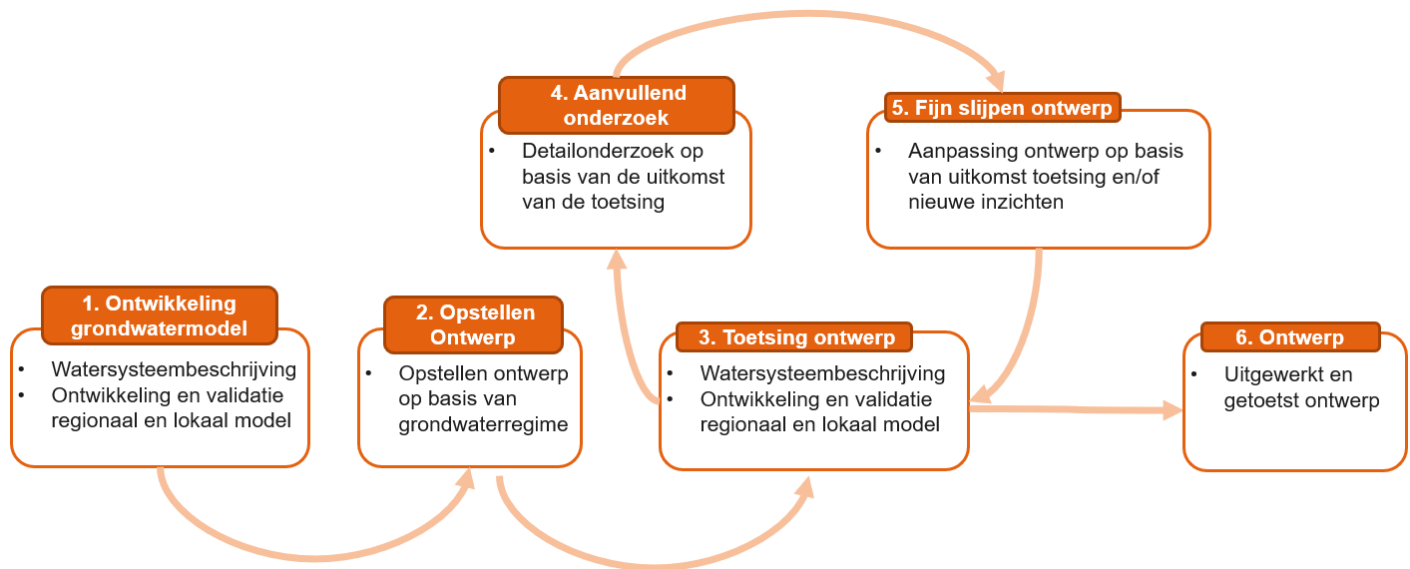 4. Aanvullend
onderzoek
• Detailonderzoek op
basis van de uitkomst
van de toetsing
5. Fijn slijpen ontwerp
• Aanpassing ontwerp op basis
van uitkomst toetsing en/of
nieuwe inzichten
1. Ontwikkeling
grondwatermodel
• Watersysteembeschrijving
• Ontwikkeling en validatie
regionaal en lokaal model
2. Opstellen
Ontwerp
• Opstellen ontwerp
op basis van
grondwaterregime
3. Toetsing ontwerp
• Watersysteembeschrijving
• Ontwikkeling en validatie
regionaal en lokaal model
6. Ontwerp
• Uitgewerkt en
getoetst ontwerp